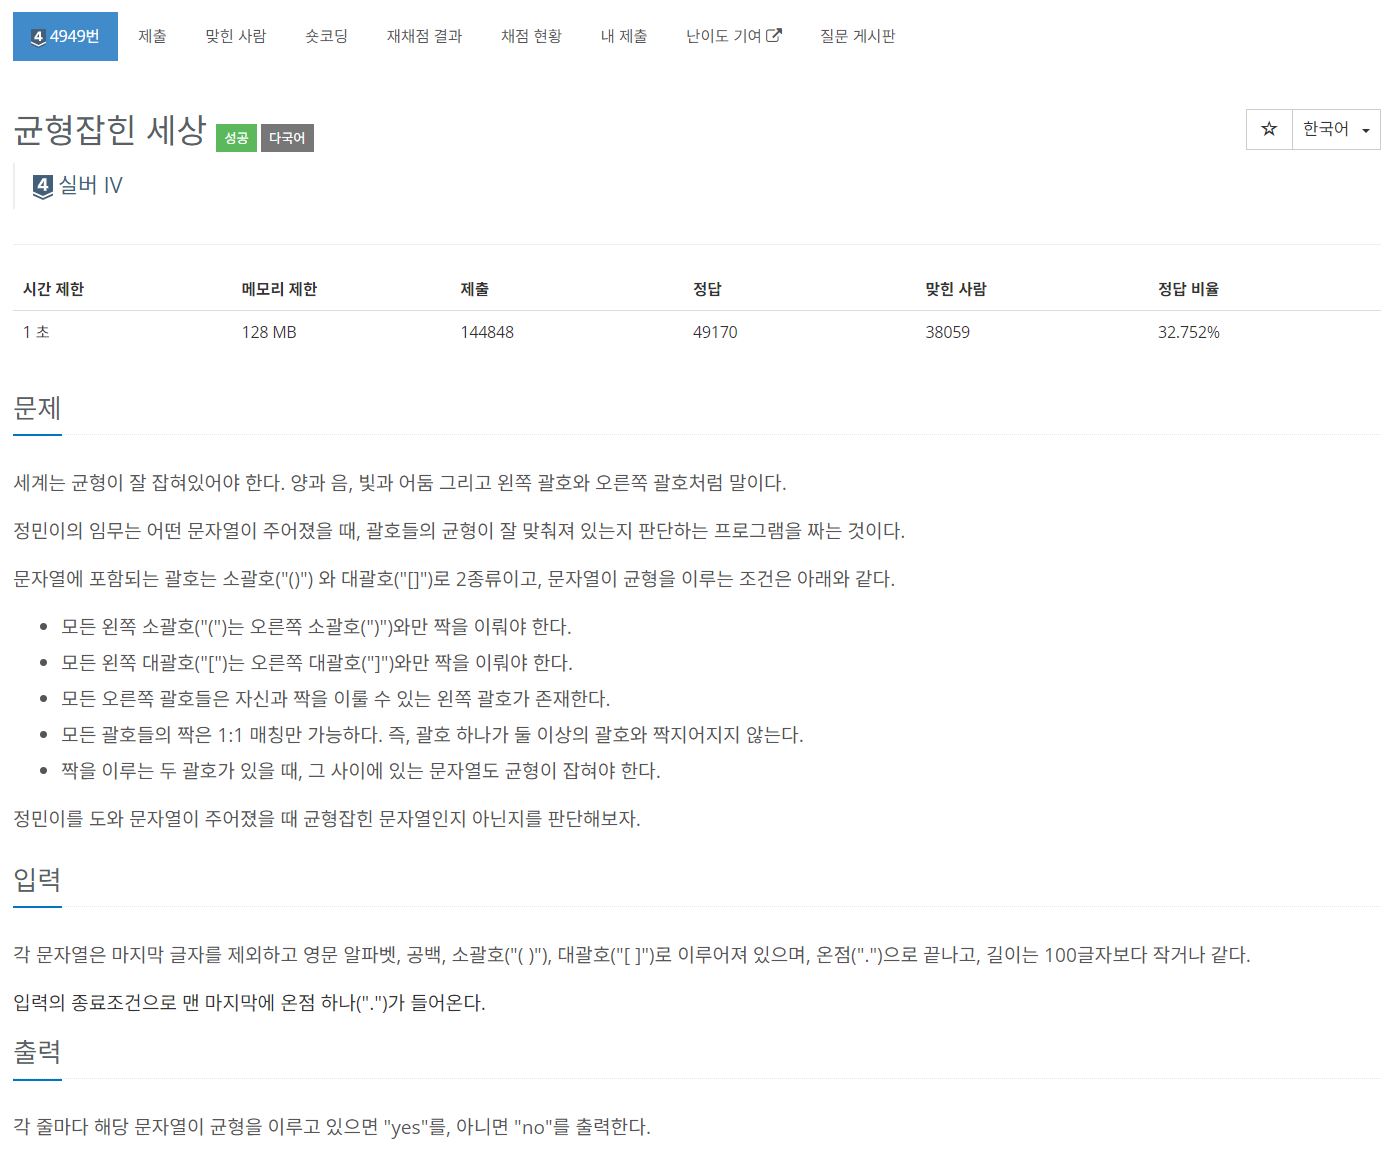 4 4949번 제출 맞힌 사람 숏코딩 재채점 결과 채점 현황 내 제출 난이도 기여 질문 게시판
균형잡힌 세상 성공 다국어 ☆ 한국어
4 실버 IV
시간 제한 메모리 제한 제출 정답 맞힌 사람 정답 비율
1 초 128 MB 144848 49170 38059 32.752%
문제
세계는 균형이 잘 잡혀있어야 한다. 양과 음, 빛과 어둠 그리고 왼쪽 괄호와 오른쪽 괄호처럼 말이다.
정민이의 임무는 어떤 문자열이 주어졌을 때, 괄호들의 균형이 잘 맞춰져 있는지 판단하는 프로그램을 짜는 것이다.
문자열에 포함되는 괄호는 소괄호("()") 와 대괄호("[]")로 2종류이고, 문자열이 균형을 이루는 조건은 아래와 같다.
• 모든 왼쪽 소괄호("(")는 오른쪽 소괄호(")")와만 짝을 이뤄야 한다.
• 모든 왼쪽 대괄호("[")는 오른쪽 대괄호("]")와만 짝을 이뤄야 한다.
• 모든 오른쪽 괄호들은 자신과 짝을 이룰 수 있는 왼쪽 괄호가 존재한다.
• 모든 괄호들의 짝은 1:1 매칭만 가능하다. 즉, 괄호 하나가 둘 이상의 괄호와 짝지어지지 않는다.
• 짝을 이루는 두 괄호가 있을 때, 그 사이에 있는 문자열도 균형이 잡혀야 한다.
정민이를 도와 문자열이 주어졌을 때 균형잡힌 문자열인지 아닌지를 판단해보자.
입력
각 문자열은 마지막 글자를 제외하고 영문 알파벳, 공백, 소괄호("( )"), 대괄호("[ ]")로 이루어져 있으며, 온점(".")으로 끝나고, 길이는 100글자보다 작거나 같다.
입력의 종료조건으로 맨 마지막에 온점 하나(".")가 들어온다.
출력
각 줄마다 해당 문자열이 균형을 이루고 있으면 "yes"를, 아니면 "no"를 출력한다.